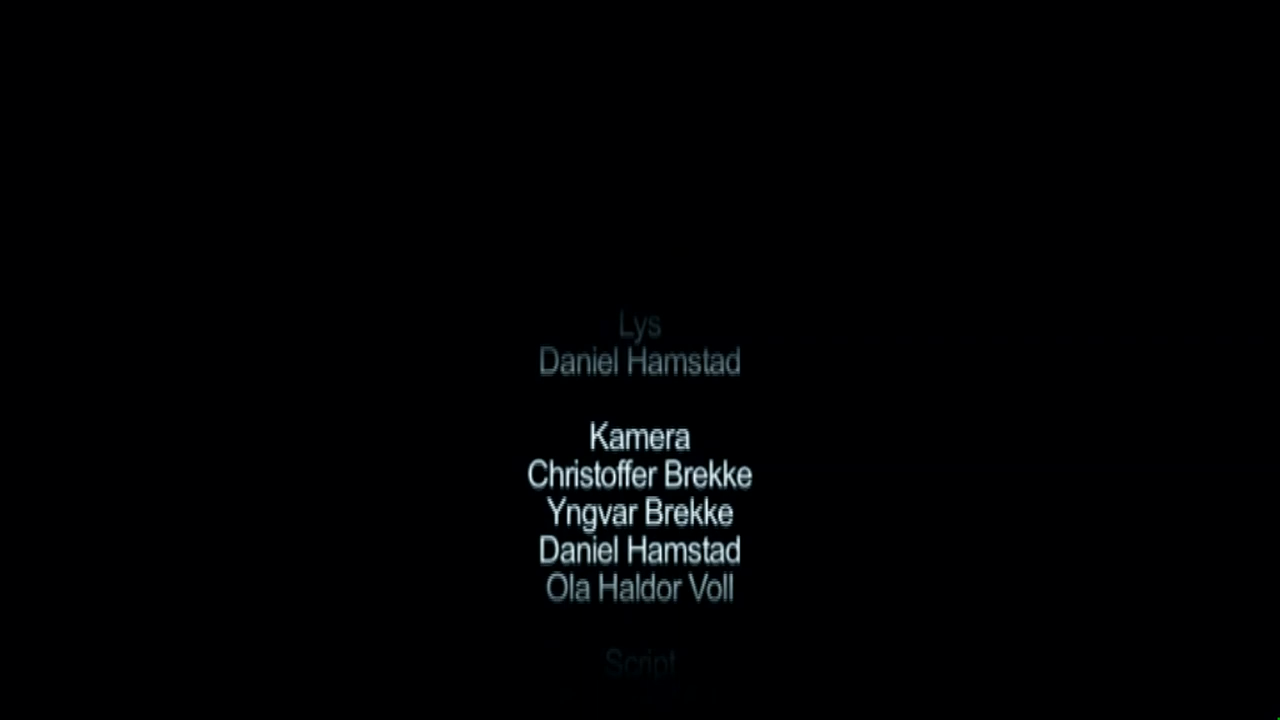 Lys
Daniel Hamstad
Kamera
Christoffer Brekke
Yngvar Brekke
Daniel Hamstad
Ola Haldor Voll
Script